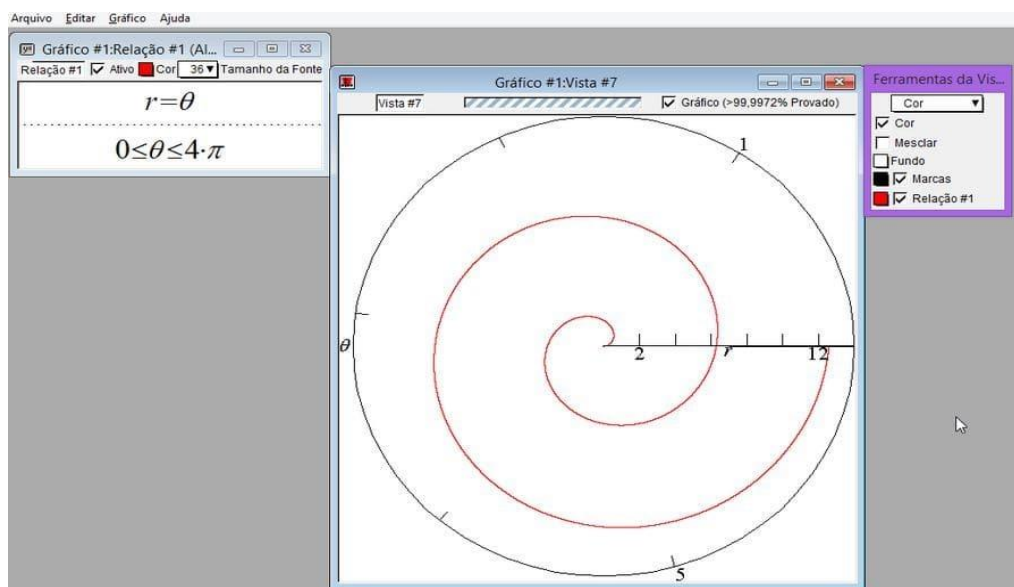 Arquivo Editar Gráfico Ajuda
Gráfico #1:Relação #1 (Al...
Relação #1 Ativo Cor 36 Tamanho da Fonte
r=θ
0≤θ≤4·π
Gráfico #1:Vista #7
Vista #7 Gráfico (>99,9972% Provado)
1
θ
2 r 12
5
Ferramentas da Vis...
Cor
Cor
Mesclar
Fundo
Marcas
Relação #1